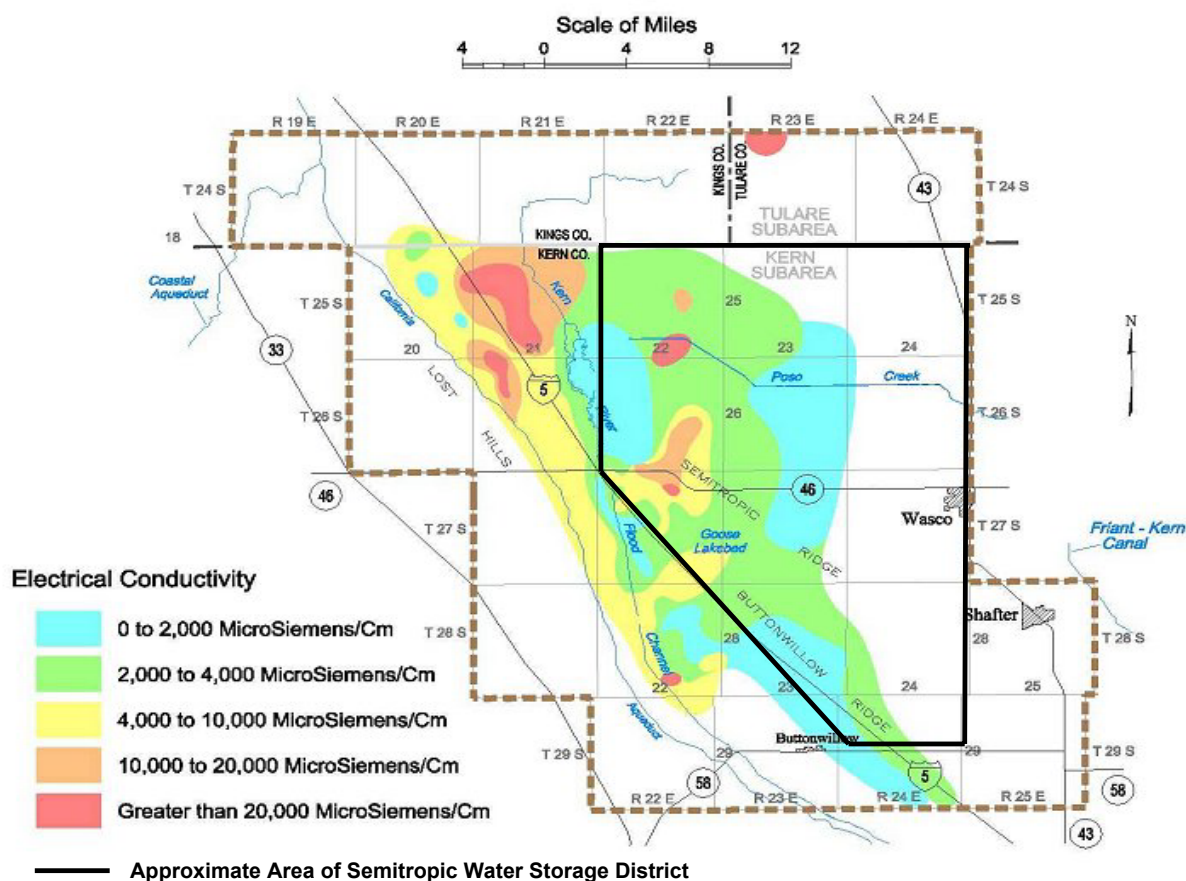 Scale of Miles
4 0 4 8 12
R 19 E R 20 E R 21 E R 22 E R 23 E R 24 E
KINGS CO.
TULARE CO.
T 24 S
43
T 24 S
TULARE
SUBAREA
18
KINGS CO.
KERN CO.
KERN
SUBAREA
Coastal
Aqueduct
T 25 S
California
Kern
25
T 25 S
N
33
20
21
22
23
24
LOST
5
Poso Creek
T 26 S
River
26
T 26 S
HILLS
SEMITROPIC
46
46
Wasco
T 27 S
Flood
Goose
Lakebed
T 27 S
Friant - Kern
Canal
RIDGE
Electrical Conductivity
0 to 2,000 MicroSiemens/Cm
BUTTONWILLOW
Shafter
T 28 S
28
28
T 28 S
2,000 to 4,000 MicroSiemens/Cm
Channel
22
23
24
25
4,000 to 10,000 MicroSiemens/Cm
Aqueduct
RIDGE
Buttonwillow
T 29 S
29
29
T 29 S
10,000 to 20,000 MicroSiemens/Cm
58
5
58
R 22 E R 23 E R 24 E R 25 E
Greater than 20,000 MicroSiemens/Cm
43
Approximate Area of Semitropic Water Storage District